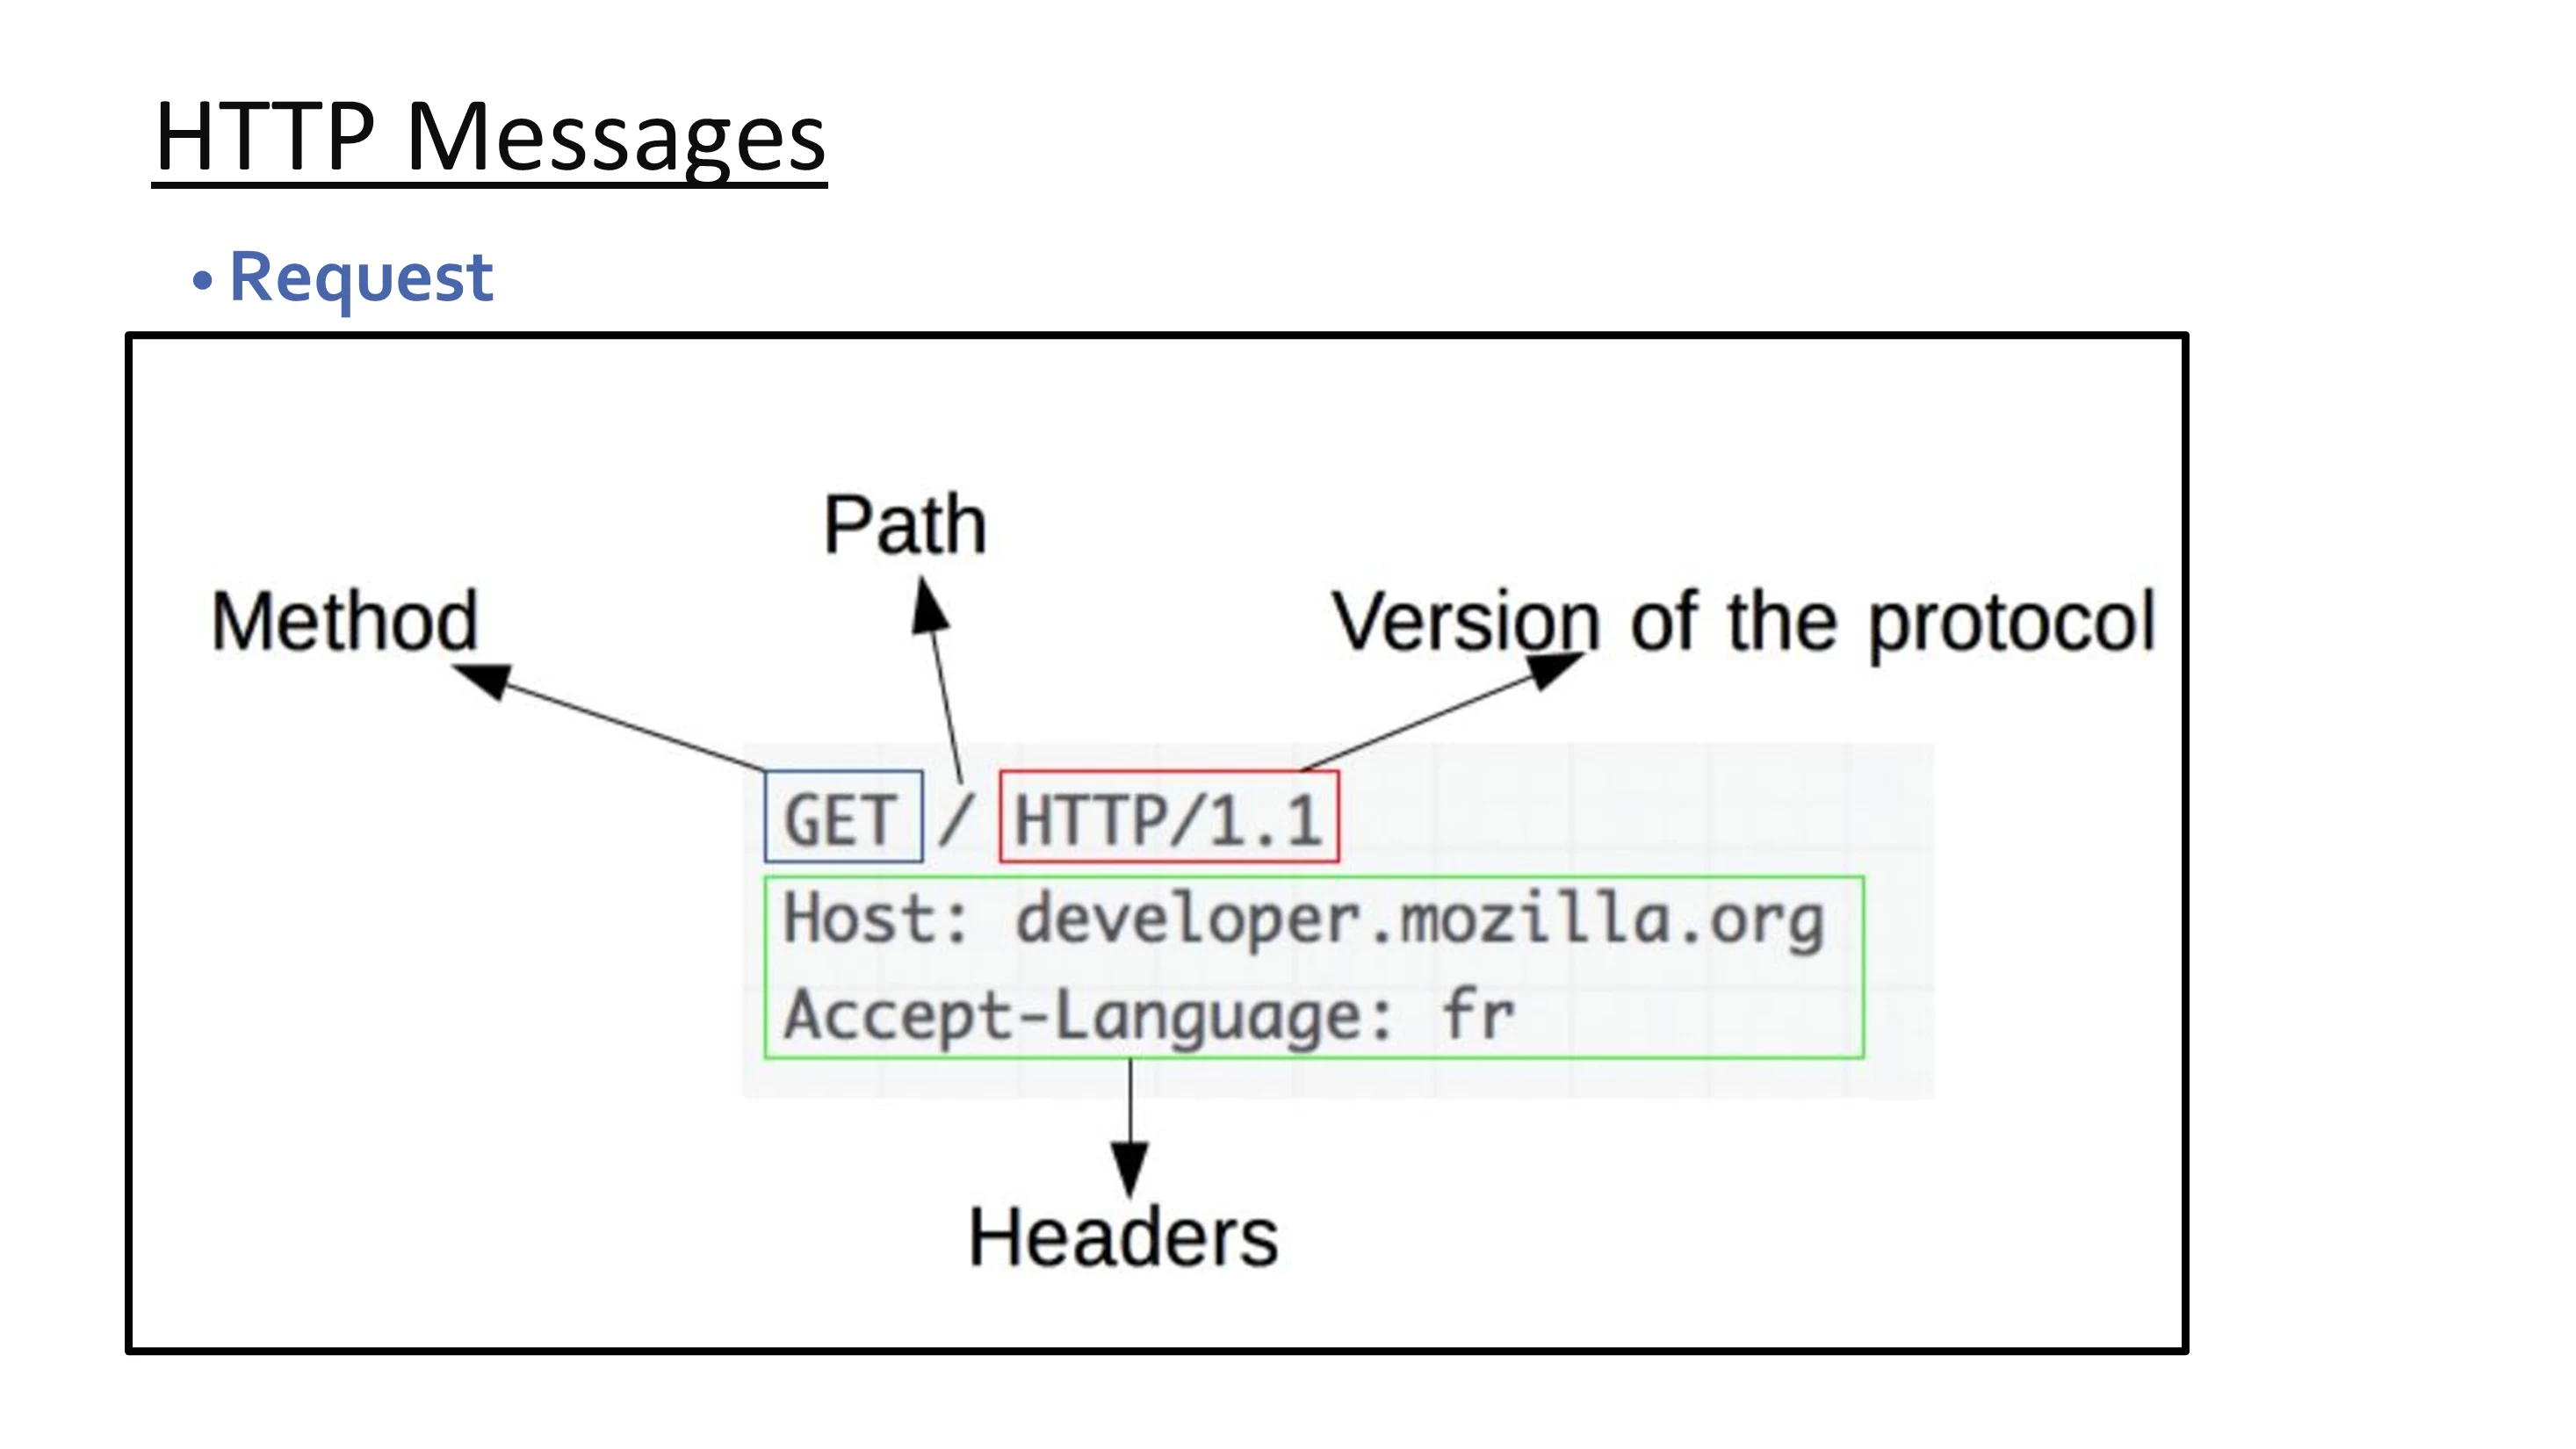 HTTP Messages
• Request
Path
Method
Version of the protocol
GET / HTTP/1.1
Host: developer.mozilla.org
Accept-Language: fr
Headers